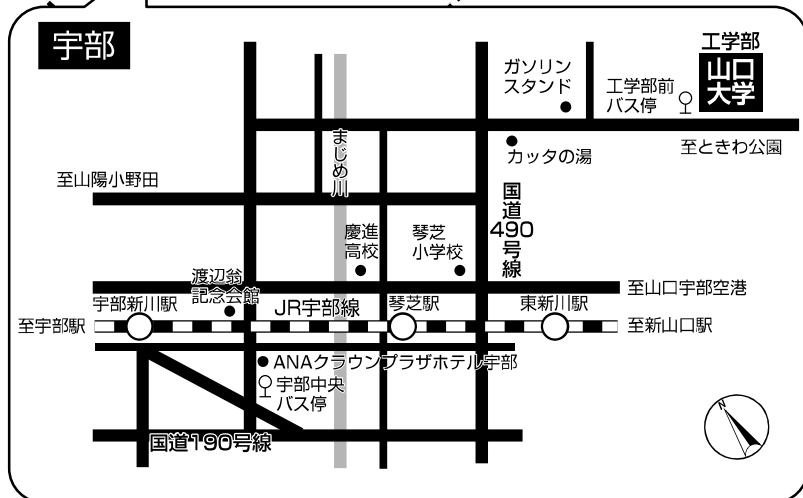 宇部
工学部
山口
大学
ガソリン
スタンド
工学部前
バス停
カッタの湯
至ときわ公園
まじめ川
至山陽小野田
国道490号線
慶進
高校
琴芝
小学校
渡辺翁
記念会館
至山口宇部空港
宇部新川駅
JR宇部線
琴芝駅
東新川駅
至宇部駅
至新山口駅
ANAクラウンプラザホテル宇部
宇部中央
バス停
国道190号線
N